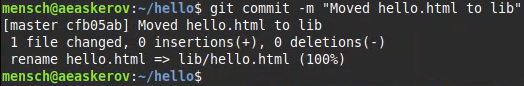 mensch@aeaskerov:~/hello$ git commit -m "Moved hello.html to lib"
[master cfb05ab] Moved hello.html to lib
 1 file changed, 0 insertions(+), 0 deletions(-)
 rename hello.html => lib/hello.html (100%)
mensch@aeaskerov:~/hello$